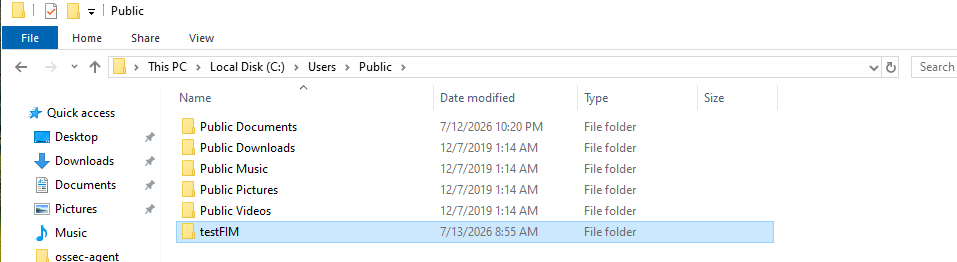 Public
File Home Share View
This PC Local Disk (C:) Users Public Search
Name Date modified Type Size
Quick access
Desktop
Downloads
Documents
Pictures
Music
ossec-agent
Public Documents 7/12/2026 10:20 PM File folder
Public Downloads 12/7/2019 1:14 AM File folder
Public Music 12/7/2019 1:14 AM File folder
Public Pictures 12/7/2019 1:14 AM File folder
Public Videos 12/7/2019 1:14 AM File folder
testFIM 7/13/2026 8:55 AM File folder